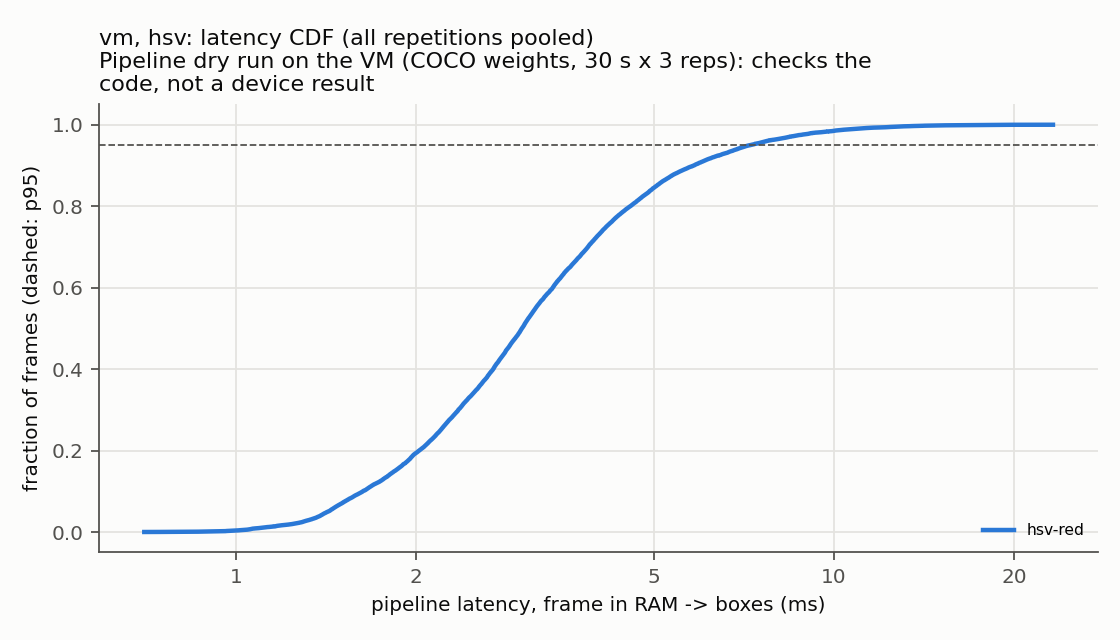 vm, hsv: latency CDF (all repetitions pooled)
Pipeline dry run on the VM (COCO weights, 30 s x 3 reps): checks the
code, not a device result
fraction of frames (dashed: p95)
1.0
0.8
0.6
0.4
0.2
0.0
hsv-red
1
2
5
10
20
pipeline latency, frame in RAM -> boxes (ms)